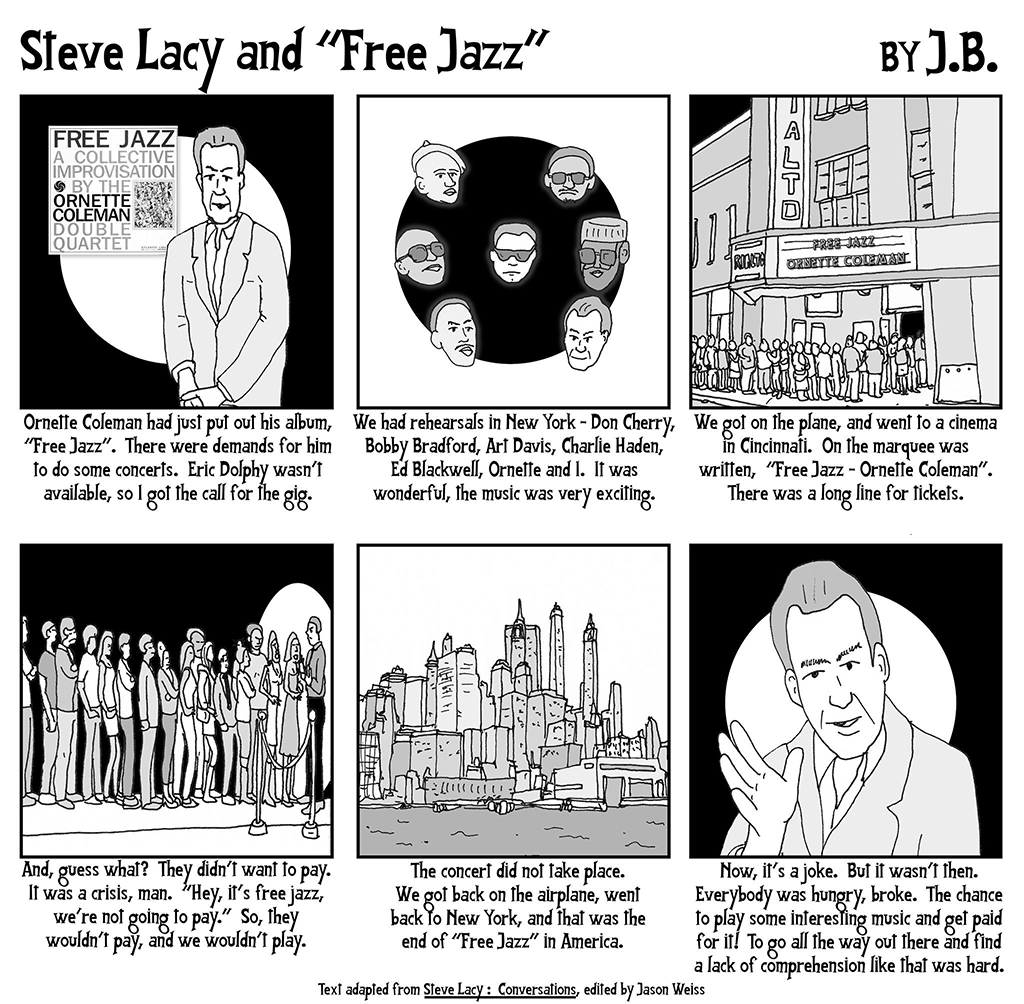 Steve Lacy and "Free Jazz"
BY J.B.
FREE JAZZ
A COLLECTIVE
IMPROVISATION
BY THE
ORNETTE
COLEMAN
DOUBLE
QUARTET
Ornette Coleman had just put out his album,
"Free Jazz". There were demands for him
to do some concerts. Eric Dolphy wasn't
available, so I got the call for the gig.
We had rehearsals in New York - Don Cherry,
Bobby Bradford, Art Davis, Charlie Haden,
Ed Blackwell, Ornette and I. It was
wonderful, the music was very exciting.
IALTO
RIALTO
FREE JAZZ
ORNETTE COLEMAN
We got on the plane, and went to a cinema
in Cincinnati. On the marquee was
written, "Free Jazz - Ornette Coleman".
There was a long line for tickets.
And, guess what? They didn't want to pay.
It was a crisis, man. "Hey, it's free jazz,
we're not going to pay." So, they
wouldn't pay, and we wouldn't play.
The concert did not take place.
We got back on the airplane, went
back to New York, and that was the
end of "Free Jazz" in America.
Now, it's a joke. But it wasn't then.
Everybody was hungry, broke. The chance
to play some interesting music and get paid
for it! To go all the way out there and find
a lack of comprehension like that was hard.
Text adapted from Steve Lacy : Conversations, edited by Jason Weiss